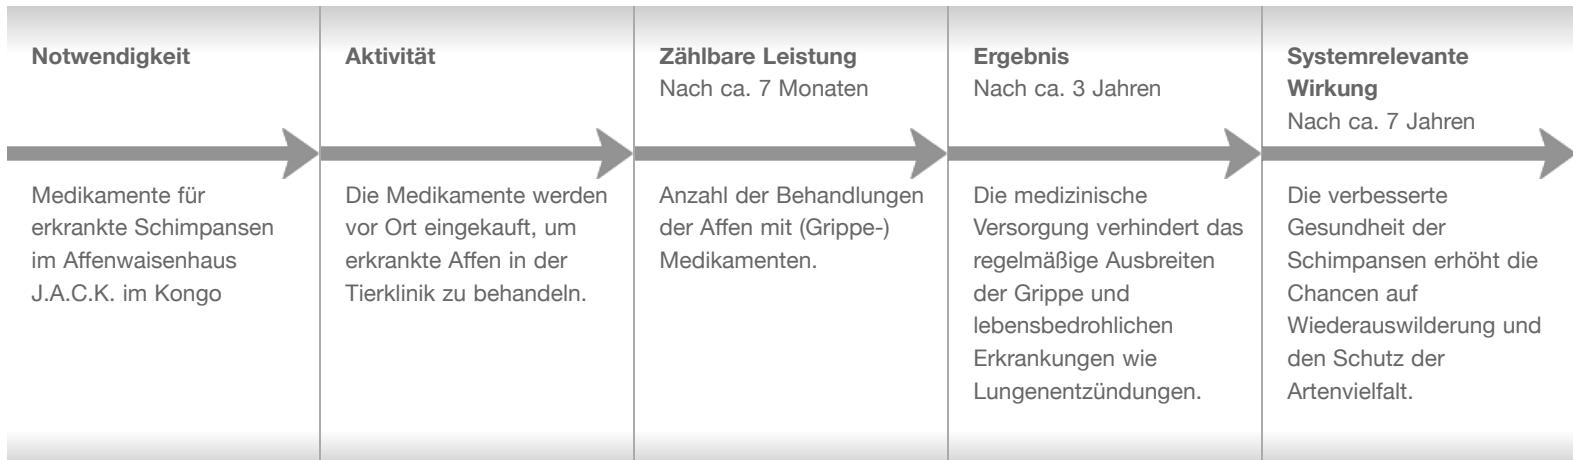 Notwendigkeit
Medikamente für
erkrankte Schimpansen
im Affenwaisenhaus
J.A.C.K. im Kongo
Aktivität
Die Medikamente werden
vor Ort eingekauft, um
erkrankte Affen in der
Tierklinik zu behandeln.
Zählbare Leistung
Nach ca. 7 Monaten
Anzahl der Behandlungen
der Affen mit (Grippe-)
Medikamenten.
Ergebnis
Nach ca. 3 Jahren
Die medizinische
Versorgung verhindert das
regelmäßige Ausbreiten
der Grippe und
lebensbedrohlichen
Erkrankungen wie
Lungenentzündungen.
Systemrelevante
Wirkung
Nach ca. 7 Jahren
Die verbesserte
Gesundheit der
Schimpansen erhöht die
Chancen auf
Wiederauswilderung und
den Schutz der
Artenvielfalt.